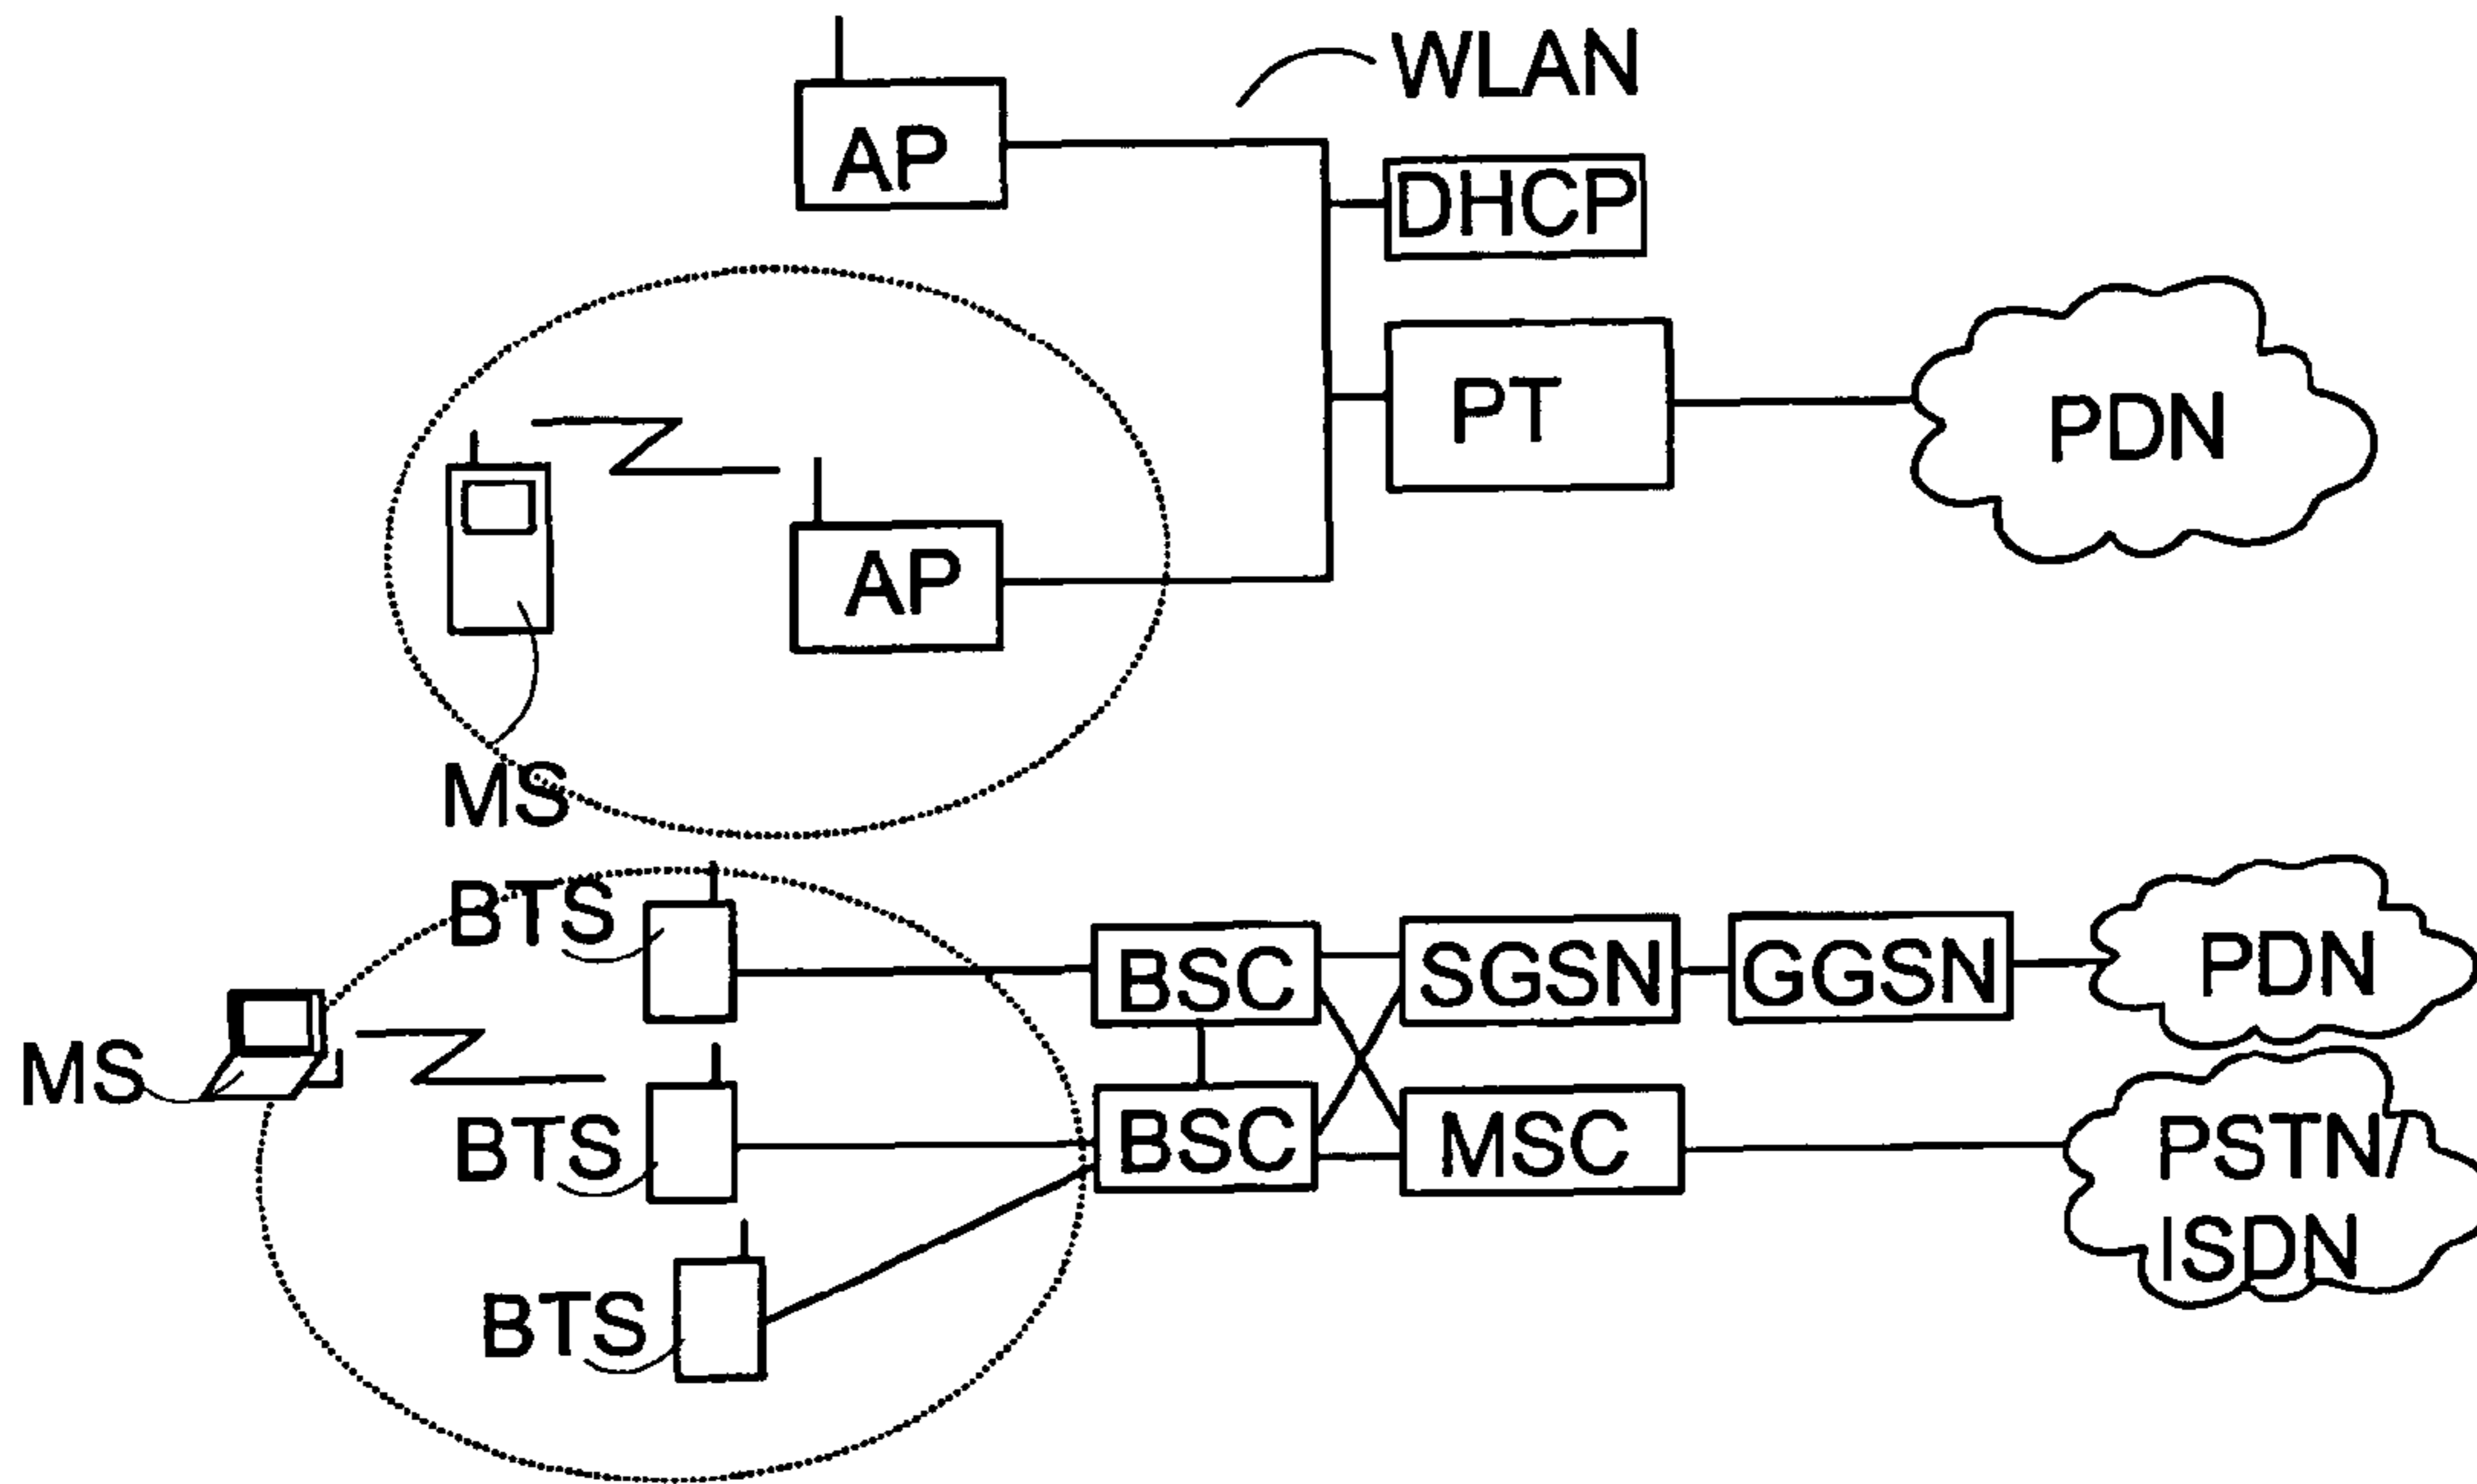 WLAN
AP
DHCP
PT
PDN
AP
MS
BTS
BSC
SGSN
GGSN
PDN
MS
BTS
BSC
MSC
PSTN/
ISDN
BTS